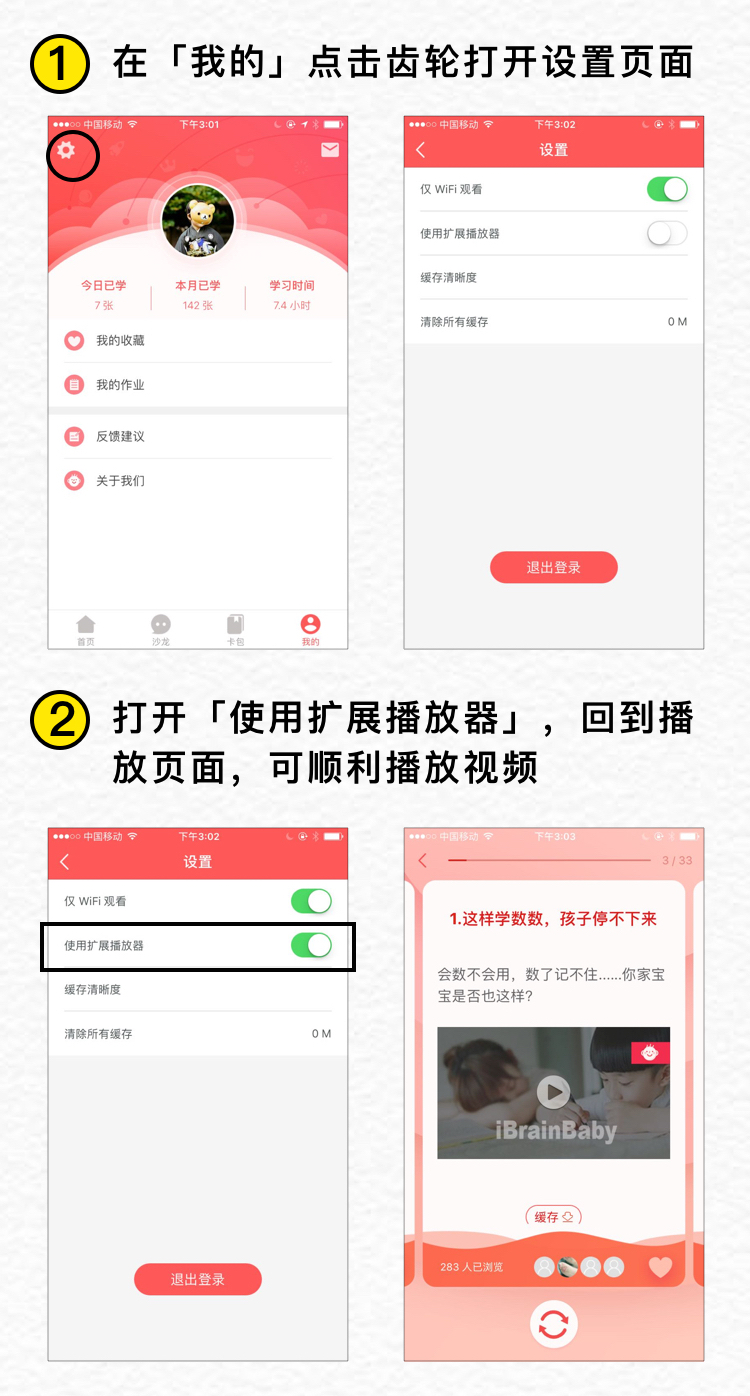 1 在「我的」点击齿轮打开设置页面
中国移动 下午3:01
今日已学 本月已学 学习时间
7 张 142 张 7.4 小时
我的收藏
我的作业
反馈建议
关于我们
首页 沙龙 卡包 我的
中国移动 下午3:02
设置
仅 WiFi 观看
使用扩展播放器
缓存清晰度
清除所有缓存 0 M
退出登录
2 打开「使用扩展播放器」，回到播
放页面，可顺利播放视频
中国移动 下午3:02
设置
仅 WiFi 观看
使用扩展播放器
缓存清晰度
清除所有缓存 0 M
退出登录
中国移动 下午3:03
3 / 33
1.这样学数数，孩子停不下来
会数不会用，数了记不住......你家宝
宝是否也这样?
iBrainBaby
缓存
283 人已浏览